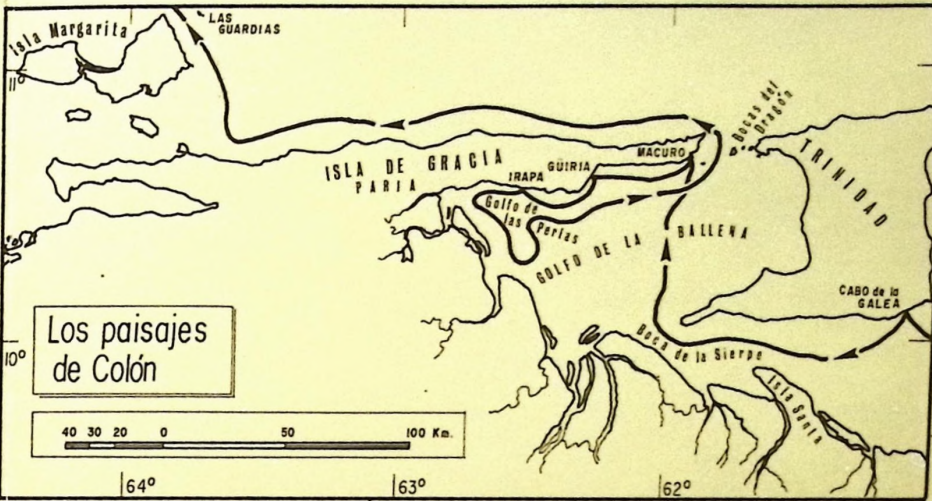 LAS
GUARDIAS
Isla Margarita
11°
Bocas del
Dragón
TRINIDAD
ISLA DE GRACIA
PARIA
MACURO
GÜIRIA
IRAPA
Golfo de
las Perlas
GOLFO DE LA BALLENA
CABO de la
GALEA
Boca de la Sierpe
Isla Santa
10°
Los paisajes
de Colón
40 30 20 0 50 100 Km.
64° 63° 62°